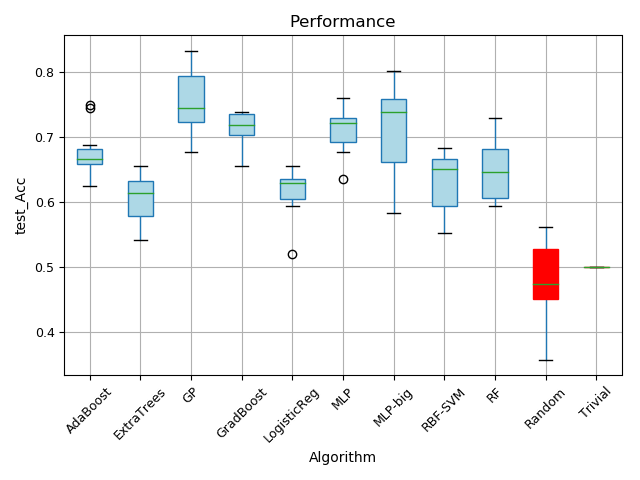 Performance
test_Acc
0.8
0.7
0.6
0.5
0.4
AdaBoost
ExtraTrees
GP
GradBoost
LogisticReg
MLP
MLP-big
RBF-SVM
RF
Random
Trivial
Algorithm